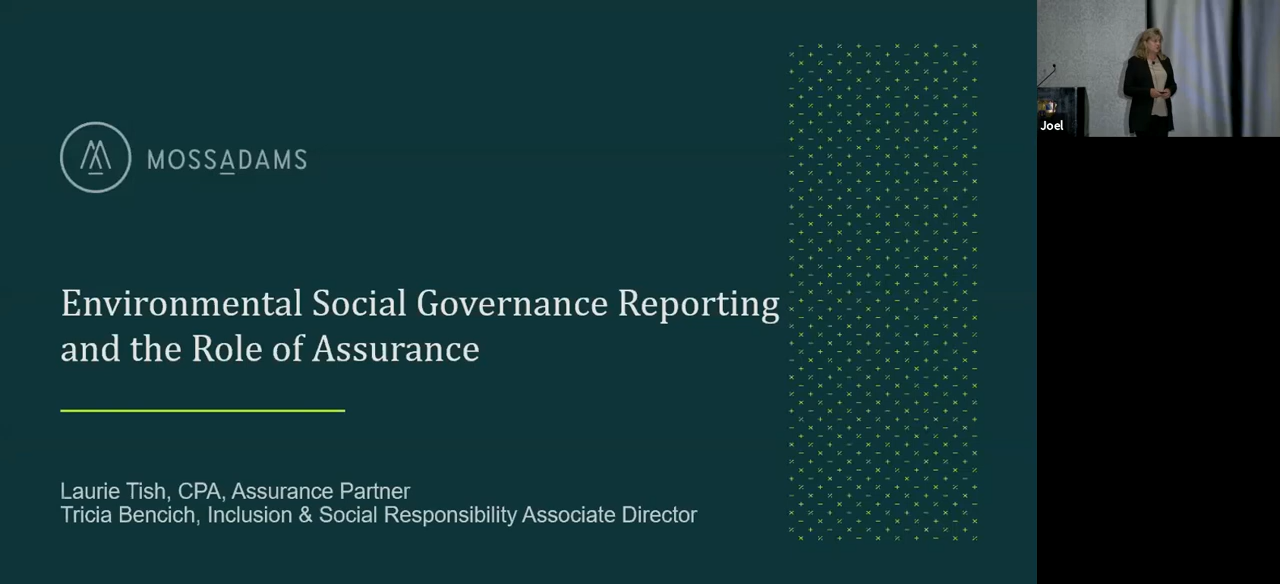 MOSSADAMS
Environmental Social Governance Reporting
and the Role of Assurance
Laurie Tish, CPA, Assurance Partner
Tricia Bencich, Inclusion & Social Responsibility Associate Director
Joel